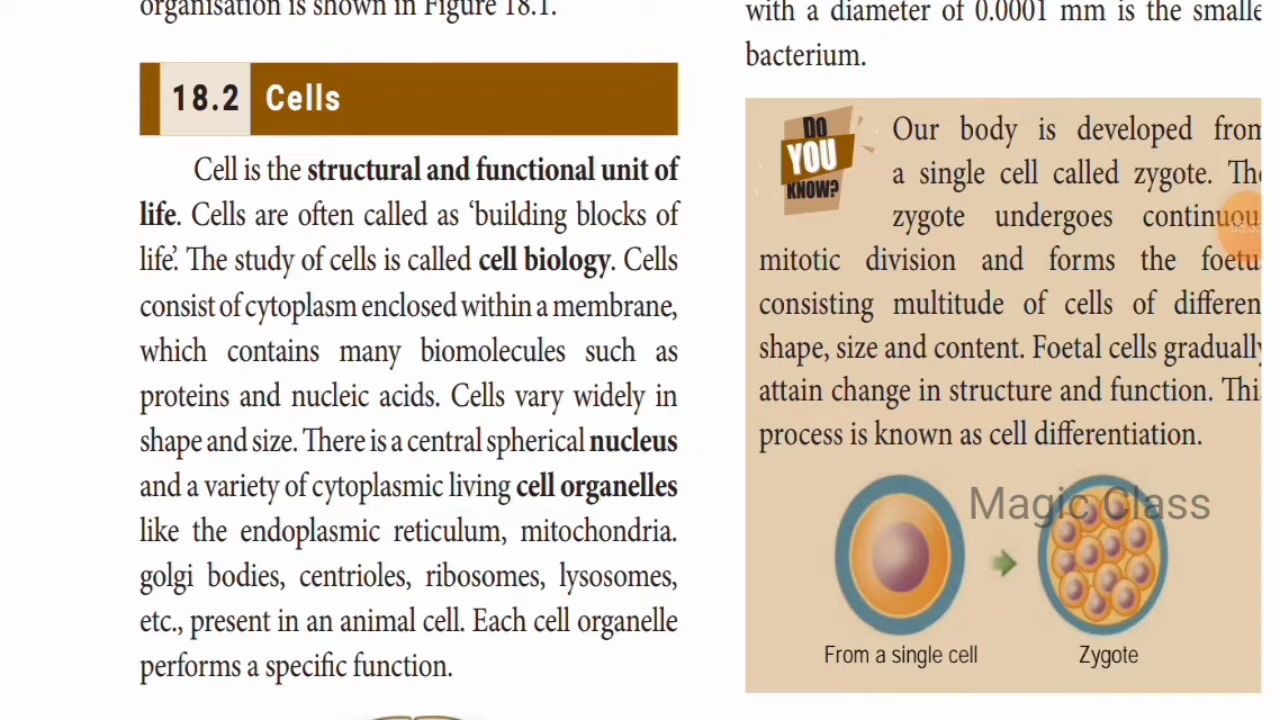 organisation is shown in Figure 18.1.
18.2 Cells
Cell is the structural and functional unit of
life. Cells are often called as ‘building blocks of
life’. The study of cells is called cell biology. Cells
consist of cytoplasm enclosed within a membrane,
which contains many biomolecules such as
proteins and nucleic acids. Cells vary widely in
shape and size. There is a central spherical nucleus
and a variety of cytoplasmic living cell organelles
like the endoplasmic reticulum, mitochondria.
golgi bodies, centrioles, ribosomes, lysosomes,
etc., present in an animal cell. Each cell organelle
performs a specific function.
with a diameter of 0.0001 mm is the smalle
bacterium.
DO
YOU
KNOW?
Our body is developed from
a single cell called zygote. The
zygote undergoes continuou
mitotic division and forms the foetu
consisting multitude of cells of differen
shape, size and content. Foetal cells gradually
attain change in structure and function. Thi
process is known as cell differentiation.
Magic Class
From a single cell
Zygote